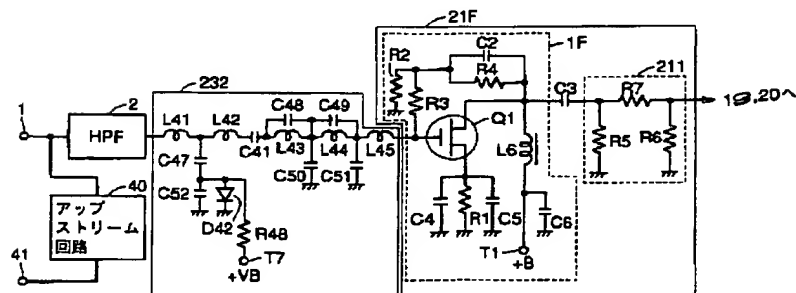 21F
1F
232
211
C2
R2
R4
C48
C49
C3
R7
19,20へ
1
2
HPF
L41
L42
C41
L43
L44
L45
R3
Q1
R5
R6
L6
C47
40
C52
C50
C51
アップ
ストリーム
回路
D42
R48
C4
R1
C5
C6
41
T7
+VB
T1
+B